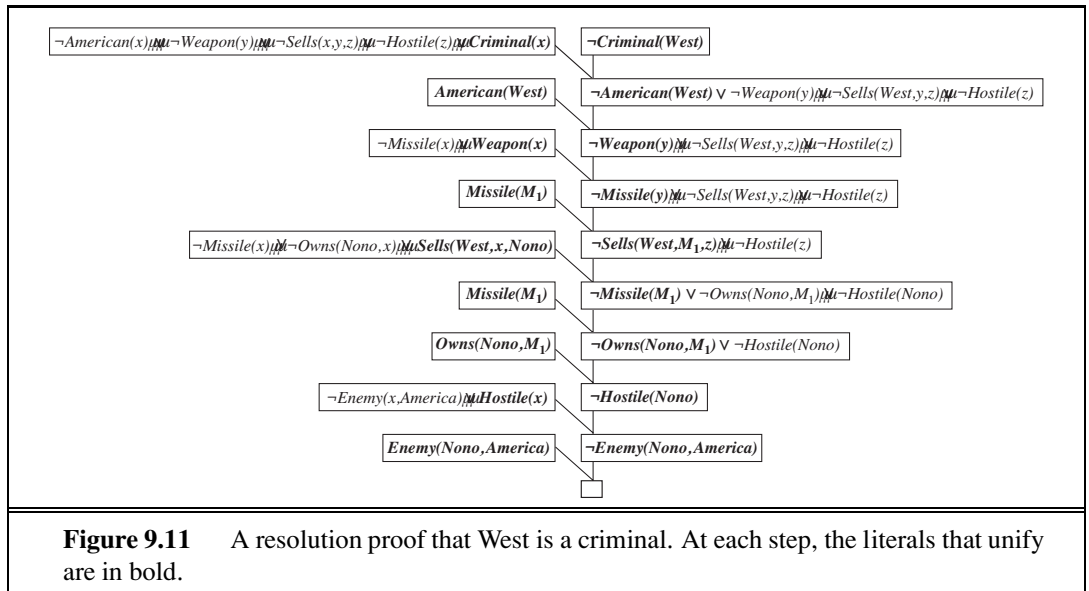 ¬American(x) ∨ ¬Weapon(y) ∨ ¬Sells(x,y,z) ∨ ¬Hostile(z) ∨ Criminal(x)
¬Criminal(West)
American(West)
¬American(West) ∨ ¬Weapon(y) ∨ ¬Sells(West,y,z) ∨ ¬Hostile(z)
¬Missile(x) ∨ Weapon(x)
¬Weapon(y) ∨ ¬Sells(West,y,z) ∨ ¬Hostile(z)
Missile(M₁)
¬Missile(y) ∨ ¬Sells(West,y,z) ∨ ¬Hostile(z)
¬Missile(x) ∨ ¬Owns(Nono,x) ∨ Sells(West,x,Nono)
¬Sells(West,M₁,z) ∨ ¬Hostile(z)
Missile(M₁)
¬Missile(M₁) ∨ ¬Owns(Nono,M₁) ∨ ¬Hostile(Nono)
Owns(Nono,M₁)
¬Owns(Nono,M₁) ∨ ¬Hostile(Nono)
¬Enemy(x,America) ∨ Hostile(x)
¬Hostile(Nono)
Enemy(Nono,America)
¬Enemy(Nono,America)
Figure 9.11 A resolution proof that West is a criminal. At each step, the literals that unify
are in bold.